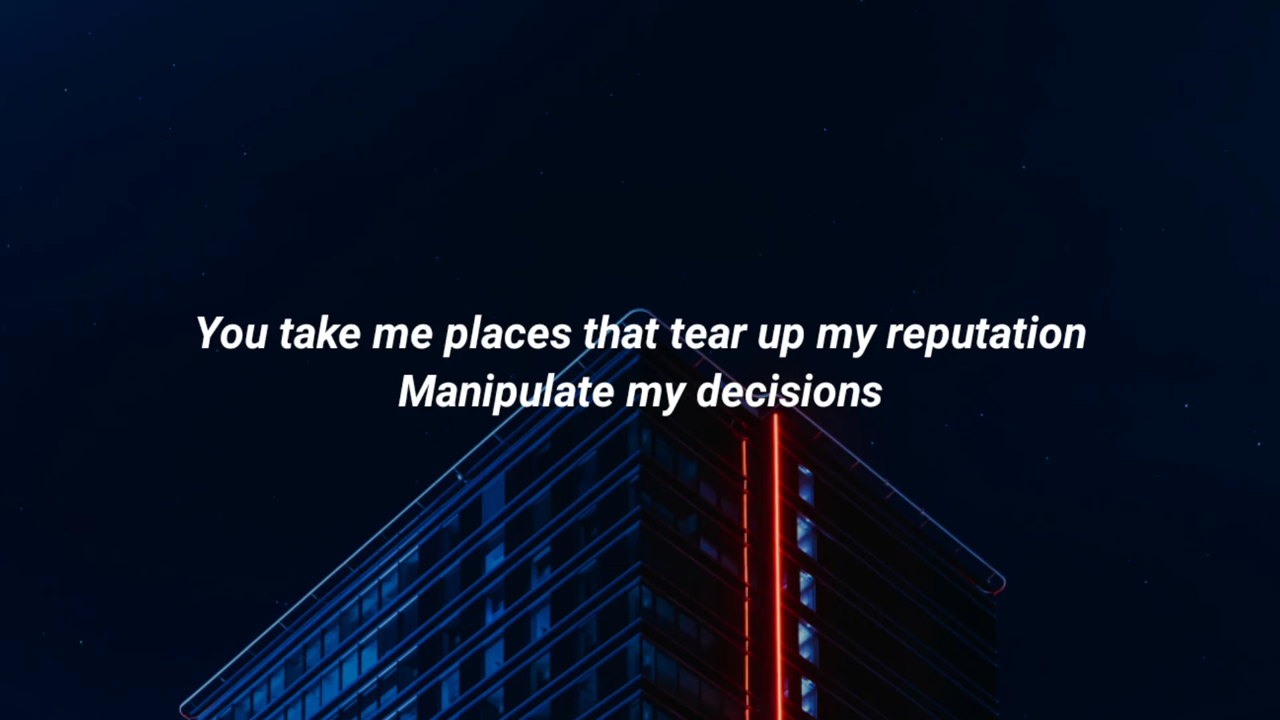 You take me places that tear up my reputation
Manipulate my decisions